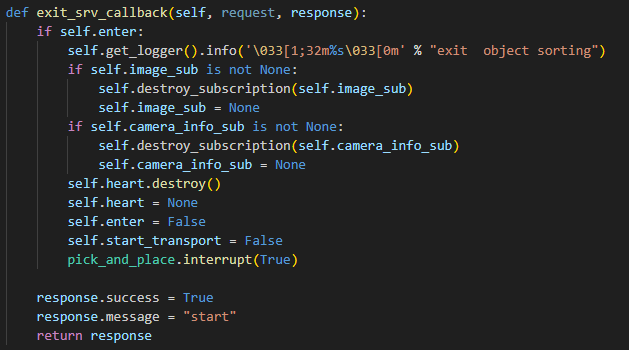 def exit_srv_callback(self, request, response):
    if self.enter:
        self.get_logger().info('\033[1;32m%s\033[0m' % "exit  object sorting")
        if self.image_sub is not None:
            self.destroy_subscription(self.image_sub)
            self.image_sub = None
        if self.camera_info_sub is not None:
            self.destroy_subscription(self.camera_info_sub)
            self.camera_info_sub = None
        self.heart.destroy()
        self.heart = None
        self.enter = False
        self.start_transport = False
        pick_and_place.interrupt(True)

    response.success = True
    response.message = "start"
    return response